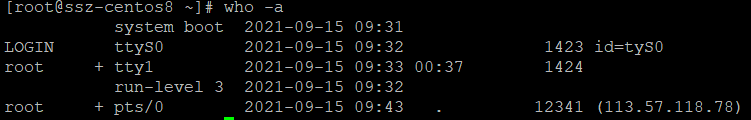 [root@ssz-centos8 ~]# who -a
system boot 2021-09-15 09:31
LOGIN ttyS0 2021-09-15 09:32 1423 id=tyS0
root + tty1 2021-09-15 09:33 00:37 1424
run-level 3 2021-09-15 09:32
root + pts/0 2021-09-15 09:43 . 12341 (113.57.118.78)